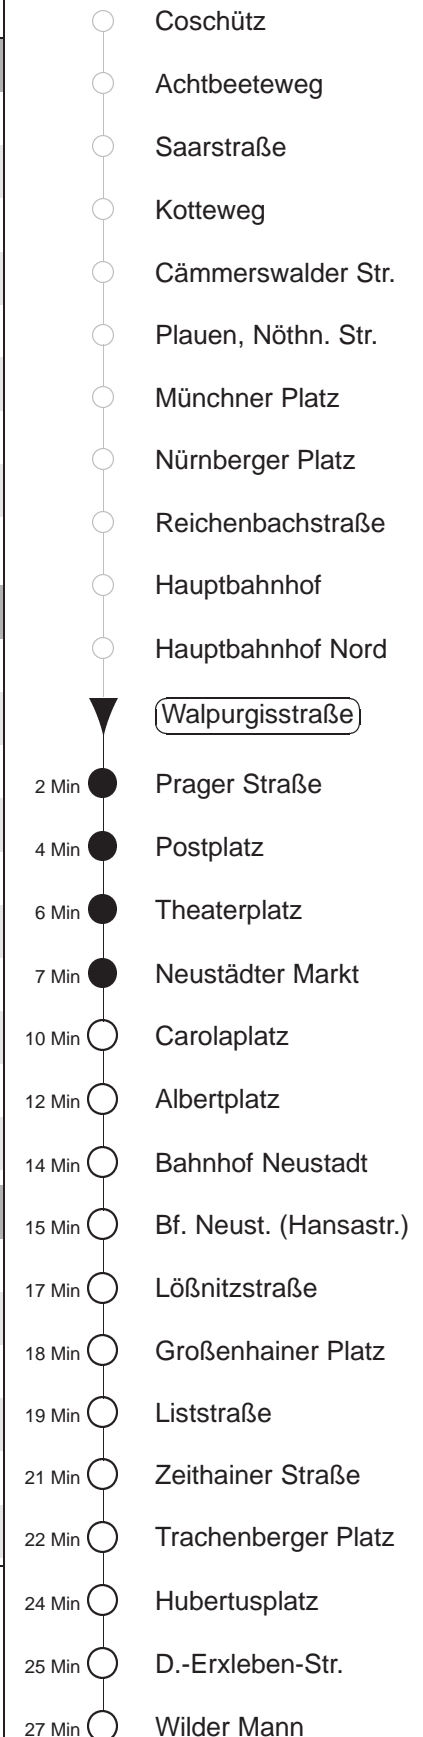 Coschütz
Achtbeeteweg
Saarstraße
Kotteweg
Cämmerswalder Str.
Plauen, Nöthn. Str.
Münchner Platz
Nürnberger Platz
Reichenbachstraße
Hauptbahnhof
Hauptbahnhof Nord
Walpurgisstraße
2 Min Prager Straße
4 Min Postplatz
6 Min Theaterplatz
7 Min Neustädter Markt
10 Min Carolaplatz
12 Min Albertplatz
14 Min Bahnhof Neustadt
15 Min Bf. Neust. (Hansastr.)
17 Min Lößnitzstraße
18 Min Großenhainer Platz
19 Min Liststraße
21 Min Zeithainer Straße
22 Min Trachenberger Platz
24 Min Hubertusplatz
25 Min D.-Erxleben-Str.
27 Min Wilder Mann